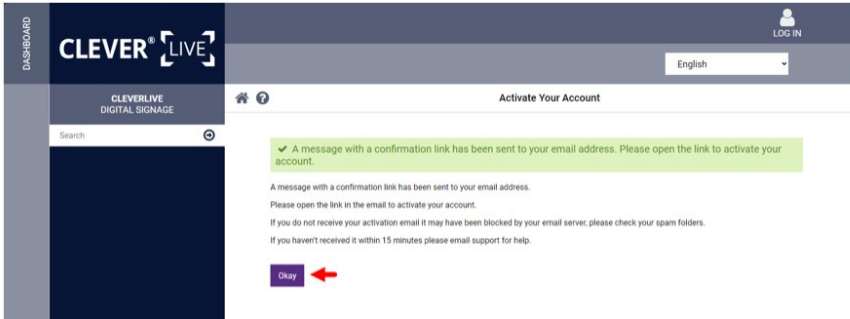 DASHBOARD
CLEVER® LIVE
LOG IN
English
CLEVERLIVE
DIGITAL SIGNAGE
Activate Your Account
Search
A message with a confirmation link has been sent to your email address. Please open the link to activate your
account.
A message with a confirmation link has been sent to your email address.
Please open the link in the email to activate your account.
If you do not receive your activation email it may have been blocked by your email server, please check your spam folders.
If you haven't received it within 15 minutes please email support for help.
Okay